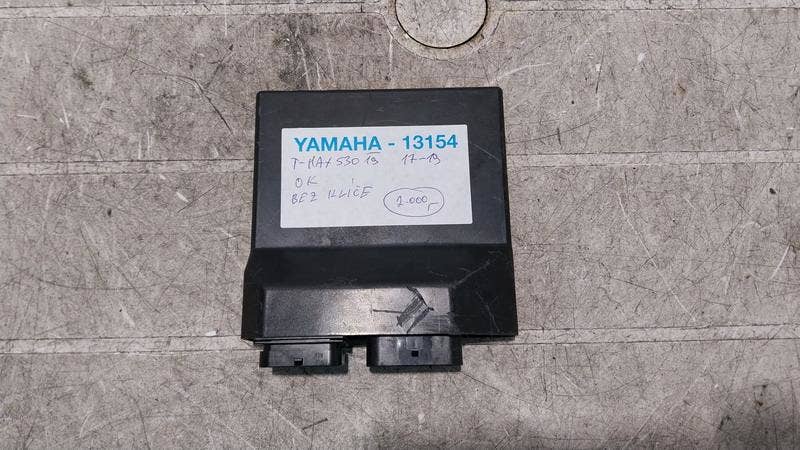 YAMAHA - 13154
T-MAX 530 19 17-19
OK
BEZ KLÍČE
2.000,-